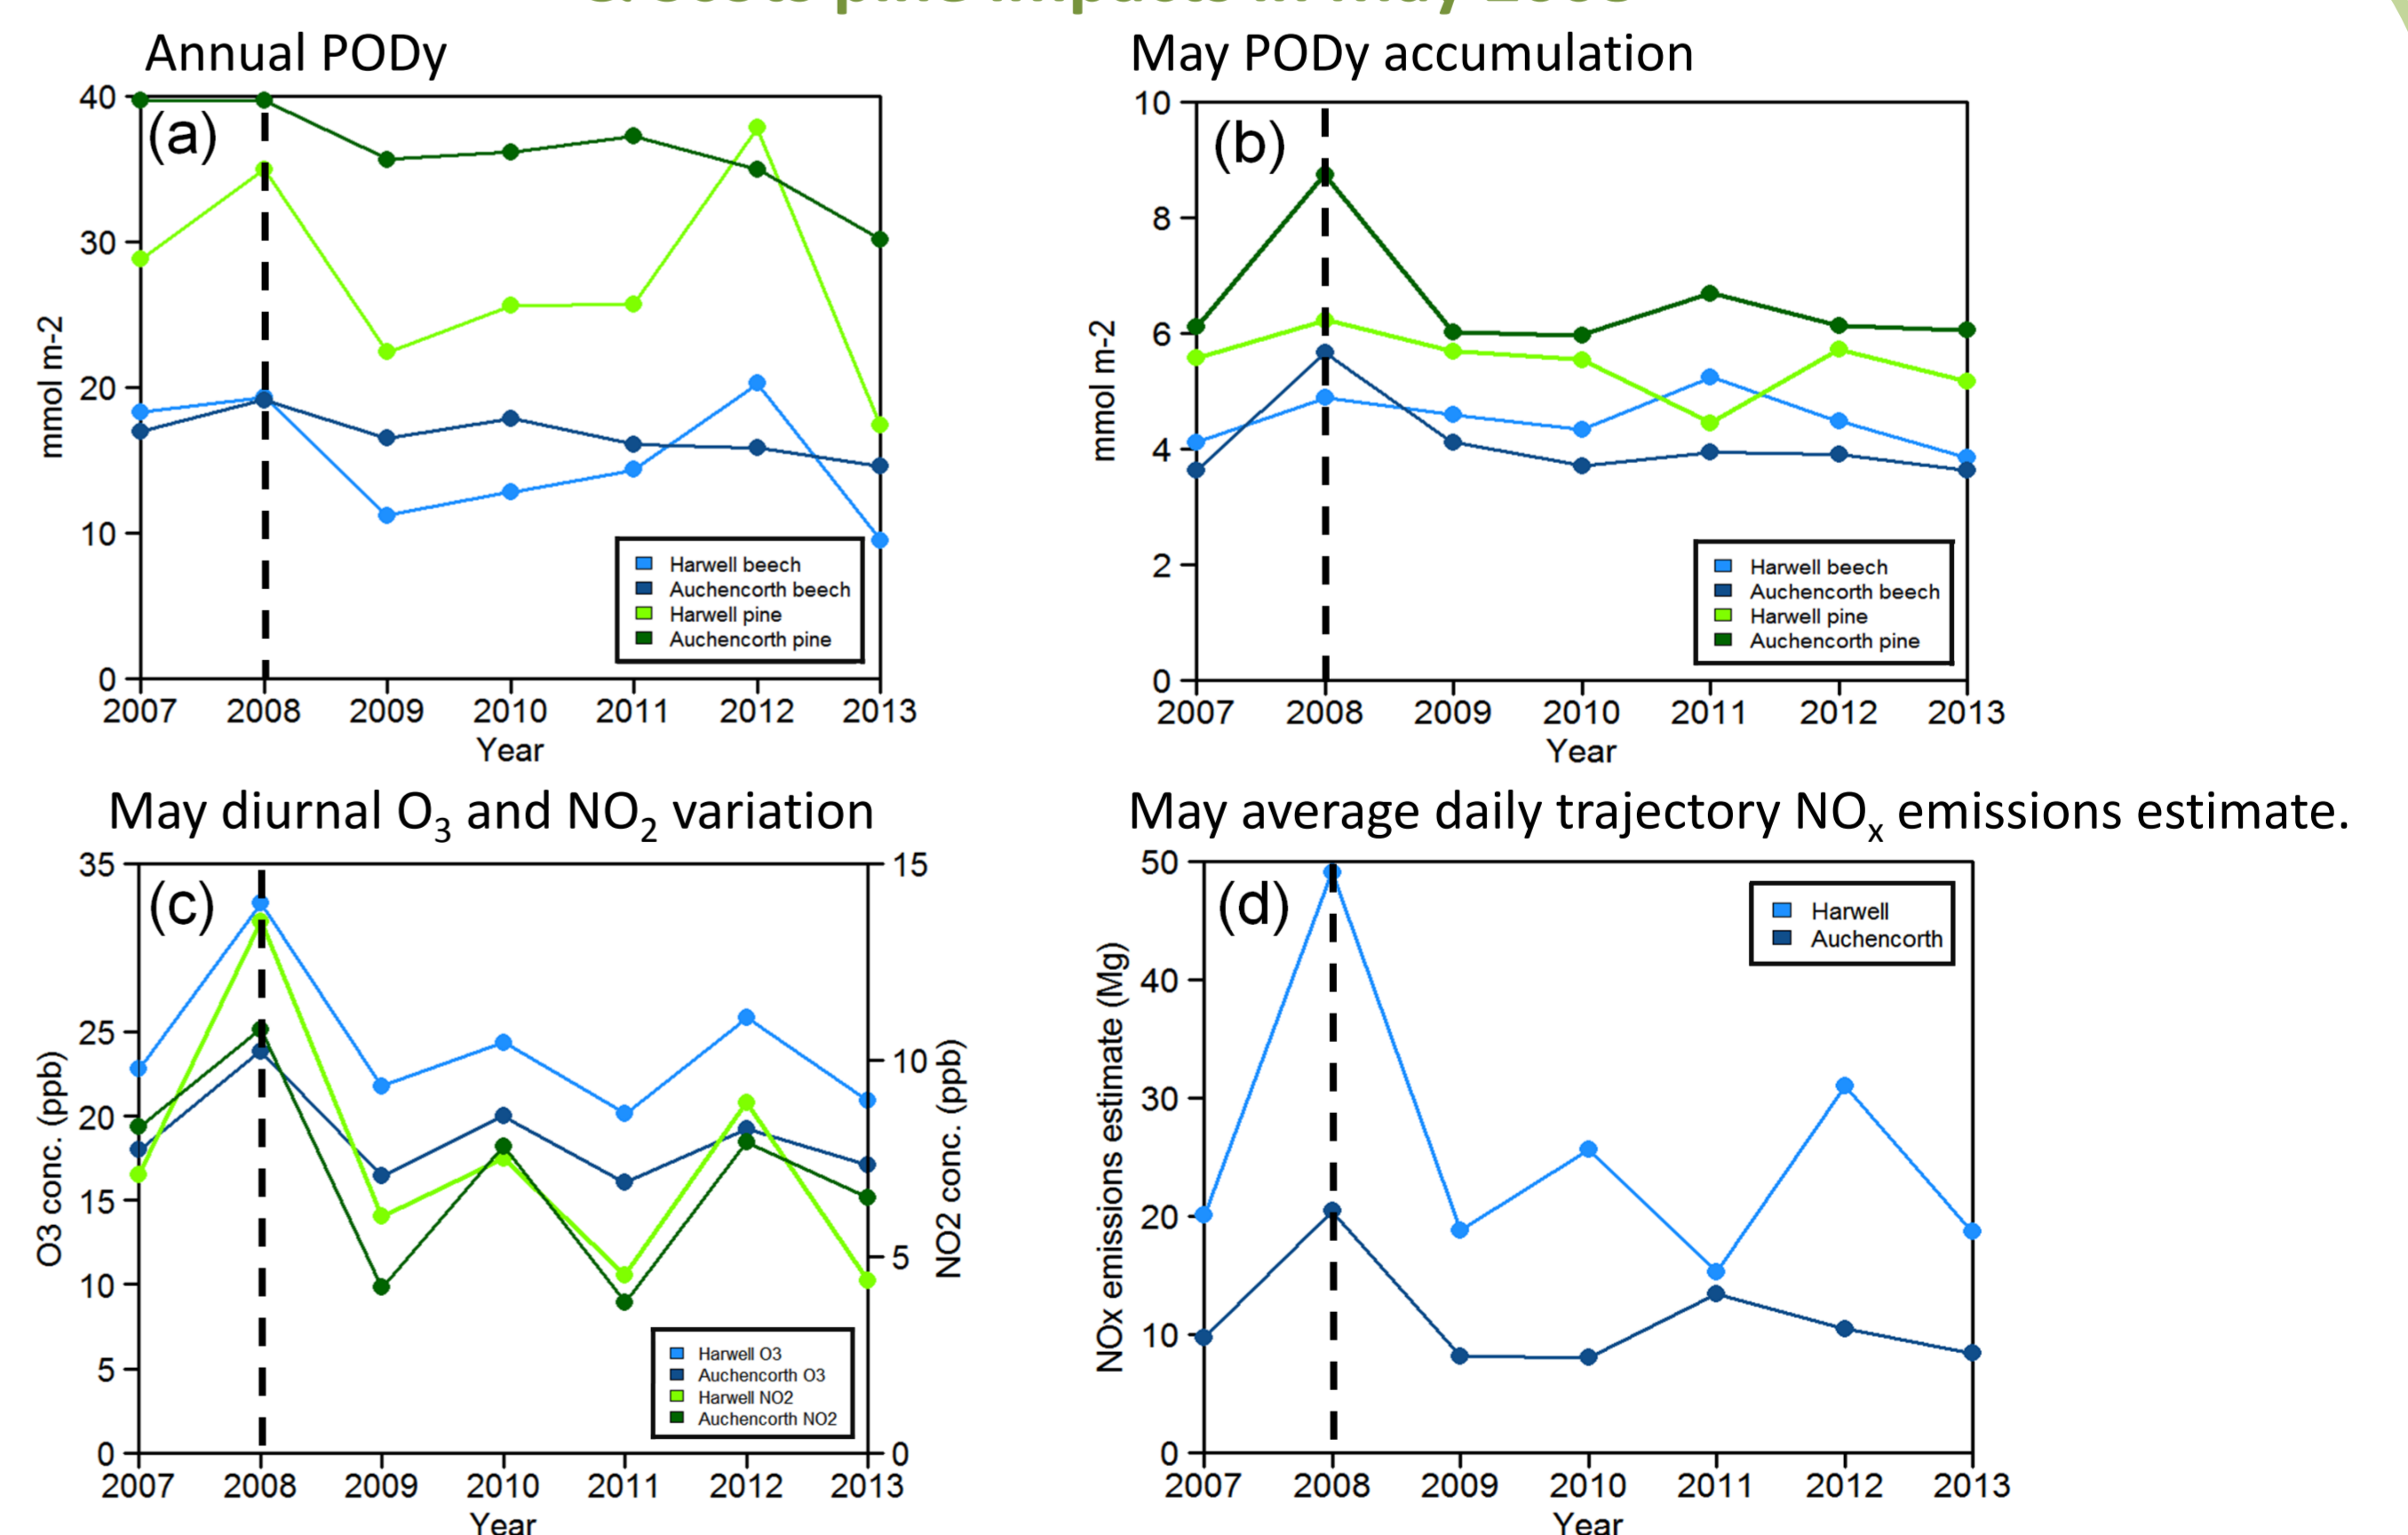 Annual PODy
May PODy accumulation
(a)
40
30
20
10
0
mmol m-2
2007 2008 2009 2010 2011 2012 2013
Year
Harwell beech
Auchencorth beech
Harwell pine
Auchencorth pine
(b)
10
8
6
4
2
0
mmol m-2
2007 2008 2009 2010 2011 2012 2013
Year
Harwell beech
Auchencorth beech
Harwell pine
Auchencorth pine
May diurnal O3 and NO2 variation
May average daily trajectory NOx emissions estimate.
(c)
35
25
20
15
10
5
0
O3 conc. (ppb)
15
10
5
0
NO2 conc. (ppb)
2007 2008 2009 2010 2011 2012 2013
Year
Harwell O3
Auchencorth O3
Harwell NO2
Auchencorth NO2
(d)
50
40
30
20
10
0
NOx emissions estimate (Mg)
2007 2008 2009 2010 2011 2012 2013
Year
Harwell
Auchencorth